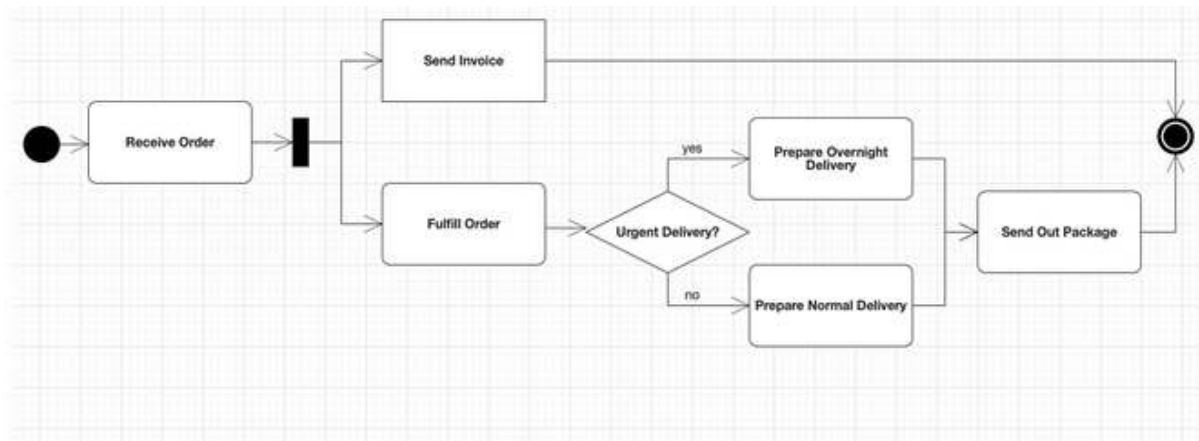 Send Invoice
Receive Order
yes
Prepare Overnight
Delivery
Fulfill Order
Urgent Delivery?
Send Out Package
no
Prepare Normal Delivery